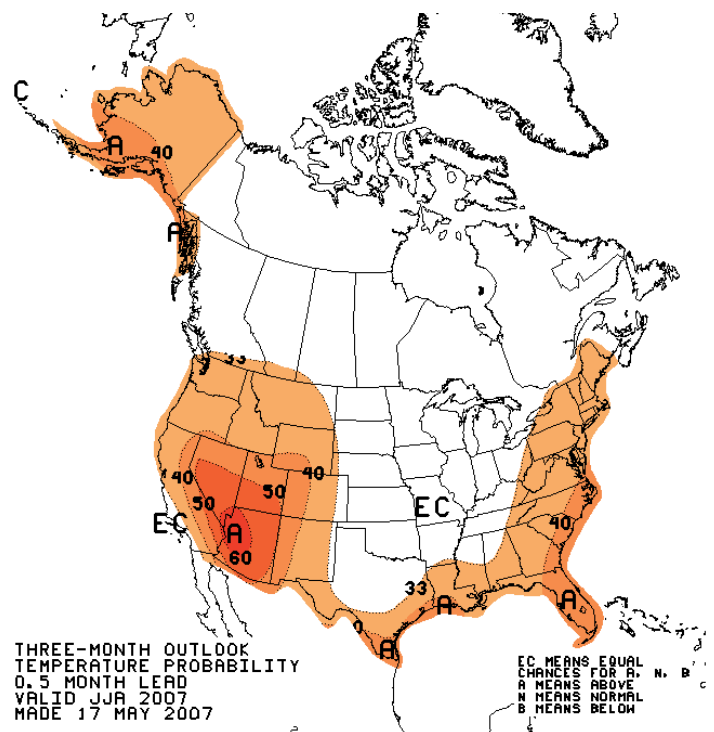 C
A
40
A
33
40
50
40
50
EC
A
60
EC
40
33
A
A
0
A
THREE-MONTH OUTLOOK
TEMPERATURE PROBABILITY
0.5 MONTH LEAD
VALID JJA 2007
MADE 17 MAY 2007
EC MEANS EQUAL
CHANCES FOR A, N, B
A MEANS ABOVE
N MEANS NORMAL
B MEANS BELOW